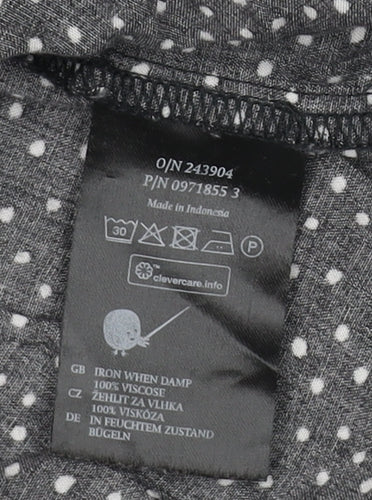 O/N 243904
P/N 0971855 3
Made in Indonesia
30 P
™ clevercare.info
GB IRON WHEN DAMP
100% VISCOSE
CZ ŽEHLIT ZA VLHKA
100% VISKÓZA
DE IN FEUCHTEM ZUSTAND
BÜGELN